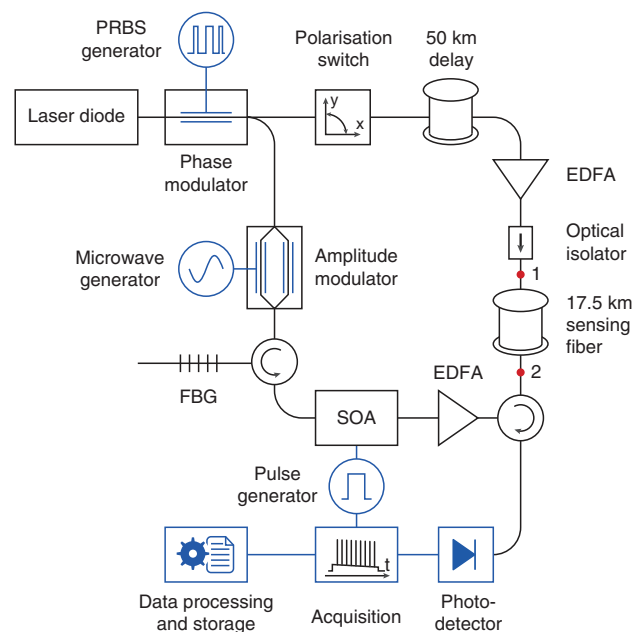 PRBS
generator
Polarisation
switch
50 km
delay
Laser diode
y
x
Phase
modulator
EDFA
Microwave
generator
Amplitude
modulator
Optical
isolator
1
17.5 km
sensing
fiber
FBG
EDFA
2
SOA
Pulse
generator
t
Data processing
and storage
Acquisition
Photo-
detector